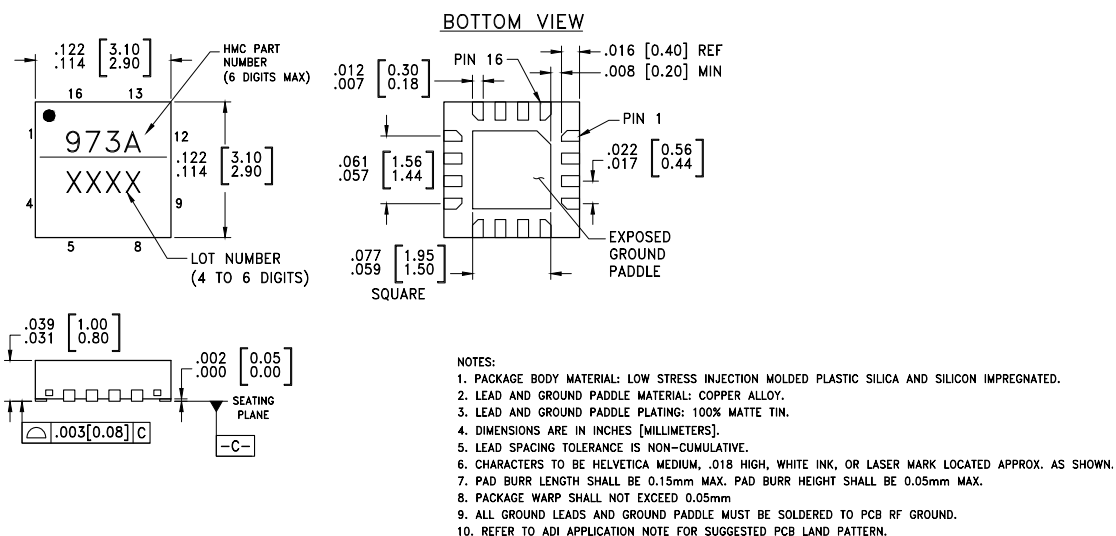 BOTTOM VIEW
.122 [3.10]
.114 [2.90]
HMC PART
NUMBER
(6 DIGITS MAX)
16 13
1
12
4
9
5 8
973A
XXXX
.122 [3.10]
.114 [2.90]
LOT NUMBER
(4 TO 6 DIGITS)
PIN 16
.016 [0.40] REF
.008 [0.20] MIN
.012 [0.30]
.007 [0.18]
PIN 1
.022 [0.56]
.017 [0.44]
.061 [1.56]
.057 [1.44]
EXPOSED
GROUND
PADDLE
.077 [1.95]
.059 [1.50]
SQUARE
.039 [1.00]
.031 [0.80]
.002 [0.05]
.000 [0.00]
SEATING
PLANE
.003[0.08] C
-C-
NOTES:
1. PACKAGE BODY MATERIAL: LOW STRESS INJECTION MOLDED PLASTIC SILICA AND SILICON IMPREGNATED.
2. LEAD AND GROUND PADDLE MATERIAL: COPPER ALLOY.
3. LEAD AND GROUND PADDLE PLATING: 100% MATTE TIN.
4. DIMENSIONS ARE IN INCHES [MILLIMETERS].
5. LEAD SPACING TOLERANCE IS NON-CUMULATIVE.
6. CHARACTERS TO BE HELVETICA MEDIUM, .018 HIGH, WHITE INK, OR LASER MARK LOCATED APPROX. AS SHOWN.
7. PAD BURR LENGTH SHALL BE 0.15mm MAX. PAD BURR HEIGHT SHALL BE 0.05mm MAX.
8. PACKAGE WARP SHALL NOT EXCEED 0.05mm
9. ALL GROUND LEADS AND GROUND PADDLE MUST BE SOLDERED TO PCB RF GROUND.
10. REFER TO ADI APPLICATION NOTE FOR SUGGESTED PCB LAND PATTERN.